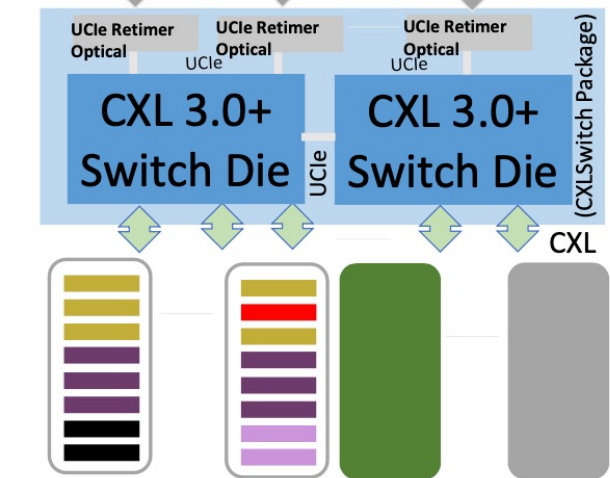 UCIe Retimer
Optical
UCIe Retimer
Optical
UCIe Retimer
Optical
UCIe
UCIe
CXL 3.0+
Switch Die
UCIe
CXL 3.0+
Switch Die
(CXLSwitch Package)
CXL